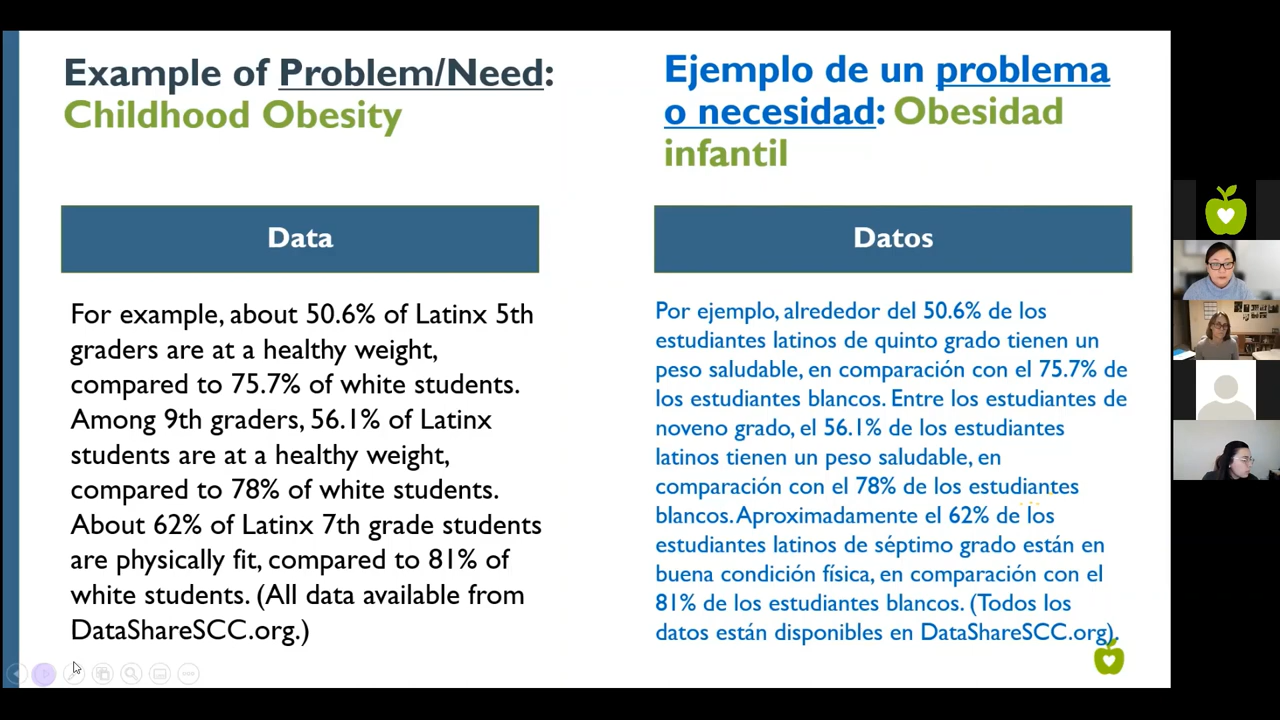 Example of Problem/Need:
Childhood Obesity
Data
For example, about 50.6% of Latinx 5th
graders are at a healthy weight,
compared to 75.7% of white students.
Among 9th graders, 56.1% of Latinx
students are at a healthy weight,
compared to 78% of white students.
About 62% of Latinx 7th grade students
are physically fit, compared to 81% of
white students. (All data available from
DataShareSCC.org.)
Ejemplo de un problema
o necesidad: Obesidad
infantil
Datos
Por ejemplo, alrededor del 50.6% de los
estudiantes latinos de quinto grado tienen un
peso saludable, en comparación con el 75.7% de
los estudiantes blancos. Entre los estudiantes de
noveno grado, el 56.1% de los estudiantes
latinos tienen un peso saludable, en
comparación con el 78% de los estudiantes
blancos. Aproximadamente el 62% de los
estudiantes latinos de séptimo grado están en
buena condición física, en comparación con el
81% de los estudiantes blancos. (Todos los
datos están disponibles en DataShareSCC.org).